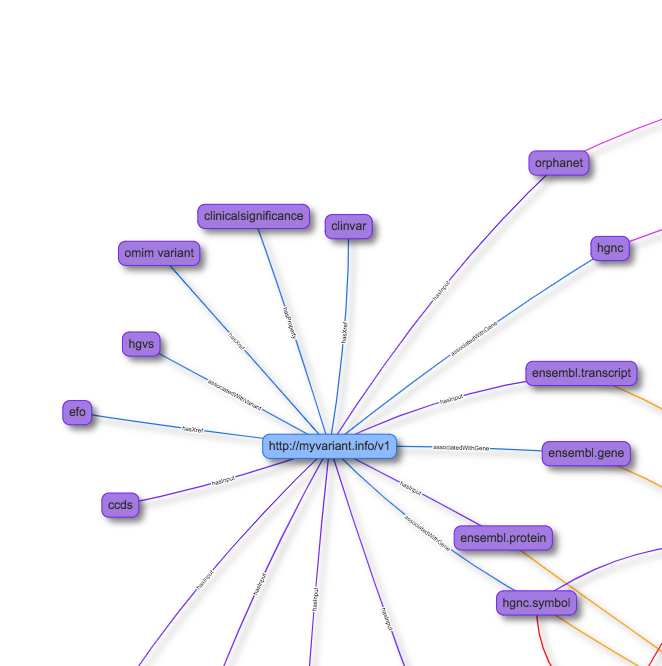 orphanet
clinicalsignificance
clinvar
omim variant
hgnc
hasInput
hasProperty
hasXref
hasXref
associatedWithGene
hgvs
ensembl.transcript
associatedWithVariant
hasInput
efo
hasXref
http://myvariant.info/v1
associatedWithGene
ensembl.gene
hasInput
hasInput
ccds
associatedWithGene
ensembl.protein
hasInput
hasInput
hasInput
hasInput
hgnc.symbol